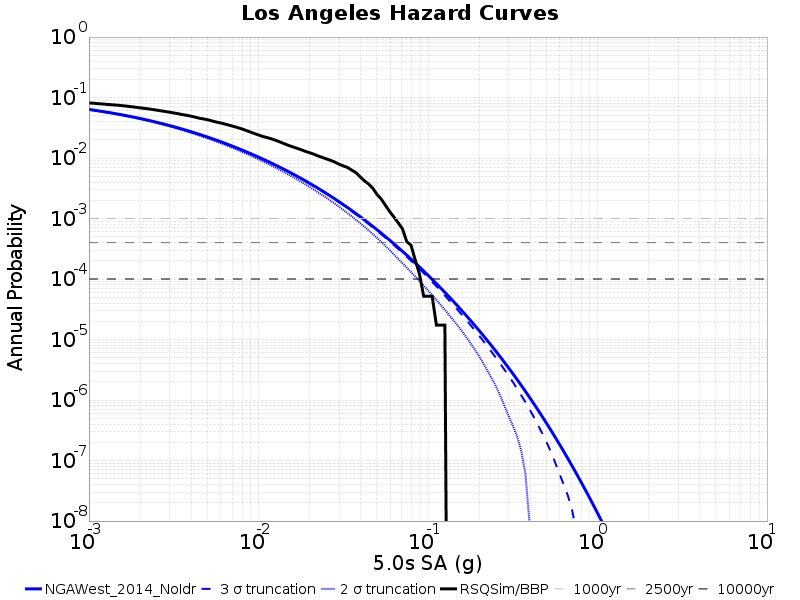 Los Angeles Hazard Curves
Annual Probability
10^0
10^-1
10^-2
10^-3
10^-4
10^-5
10^-6
10^-7
10^-8
10^-3 10^-2 10^-1 10^0 10^1
5.0s SA (g)
NGAWest_2014_NoIdr 3 σ truncation 2 σ truncation RSQSim/BBP 1000yr 2500yr 10000yr